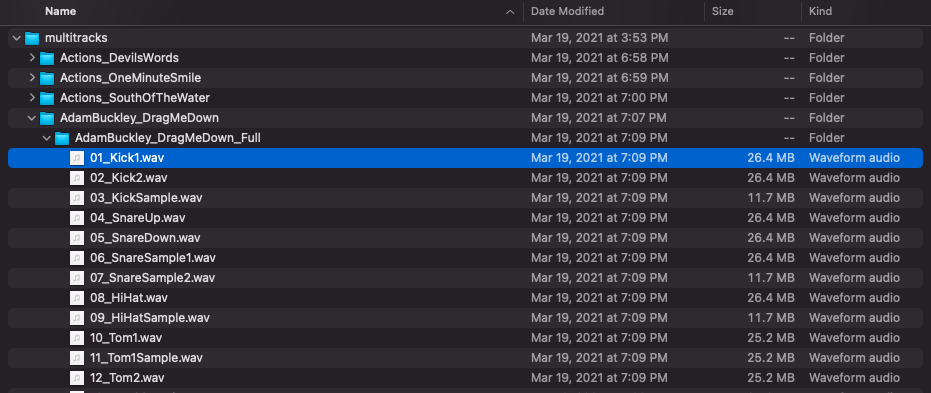 Name Date Modified Size Kind
multitracks Mar 19, 2021 at 3:53 PM -- Folder
Actions_DevilsWords Mar 19, 2021 at 6:58 PM -- Folder
Actions_OneMinuteSmile Mar 19, 2021 at 6:59 PM -- Folder
Actions_SouthOfTheWater Mar 19, 2021 at 7:00 PM -- Folder
AdamBuckley_DragMeDown Mar 19, 2021 at 7:07 PM -- Folder
AdamBuckley_DragMeDown_Full Mar 19, 2021 at 7:09 PM -- Folder
01_Kick1.wav Mar 19, 2021 at 7:09 PM 26.4 MB Waveform audio
02_Kick2.wav Mar 19, 2021 at 7:09 PM 26.4 MB Waveform audio
03_KickSample.wav Mar 19, 2021 at 7:09 PM 11.7 MB Waveform audio
04_SnareUp.wav Mar 19, 2021 at 7:09 PM 26.4 MB Waveform audio
05_SnareDown.wav Mar 19, 2021 at 7:09 PM 26.4 MB Waveform audio
06_SnareSample1.wav Mar 19, 2021 at 7:09 PM 26.4 MB Waveform audio
07_SnareSample2.wav Mar 19, 2021 at 7:09 PM 11.7 MB Waveform audio
08_HiHat.wav Mar 19, 2021 at 7:09 PM 26.4 MB Waveform audio
09_HiHatSample.wav Mar 19, 2021 at 7:09 PM 11.7 MB Waveform audio
10_Tom1.wav Mar 19, 2021 at 7:09 PM 25.2 MB Waveform audio
11_Tom1Sample.wav Mar 19, 2021 at 7:09 PM 25.2 MB Waveform audio
12_Tom2.wav Mar 19, 2021 at 7:09 PM 25.2 MB Waveform audio